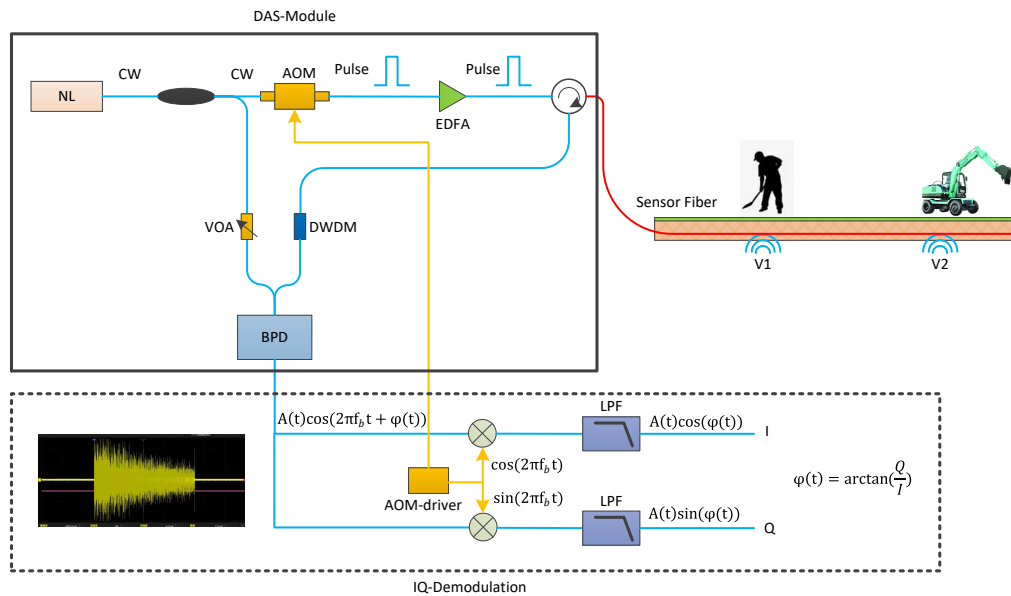 DAS-Module
CW
CW
AOM
Pulse
Pulse
NL
EDFA
VOA
DWDM
Sensor Fiber
V1
V2
BPD
A(t)cos(2πf_b t + φ(t))
LPF
A(t)cos(φ(t))
I
cos(2πf_b t)
φ(t) = arctan(Q/I)
AOM-driver
sin(2πf_b t)
LPF
A(t)sin(φ(t))
Q
IQ-Demodulation